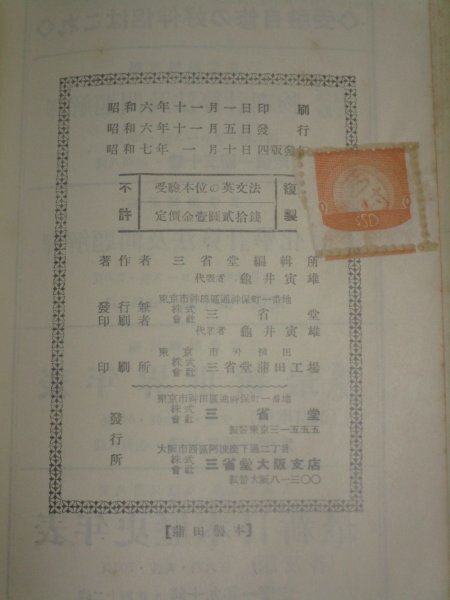 昭和六年十一月一日印刷
昭和六年十一月五日發行
昭和七年一月十日四版發行
不許
受驗本位の英文法
定價金壹圓貳拾錢
複製
著作者 三省堂編輯所
代表者 龜井寅雄
東京市神田區通神保町一番地
發行兼印刷者 株式會社 三省堂
代表者 龜井寅雄
東京市外蒲田
印刷所 株式會社 三省堂蒲田工場
發行所
東京市神田區通神保町一番地
株式會社 三省堂
振替東京三一五五五
大阪市西區阿波座下通二丁目
株式會社 三省堂大阪支店
振替大阪八一三〇〇
【蒲田製本】
SD